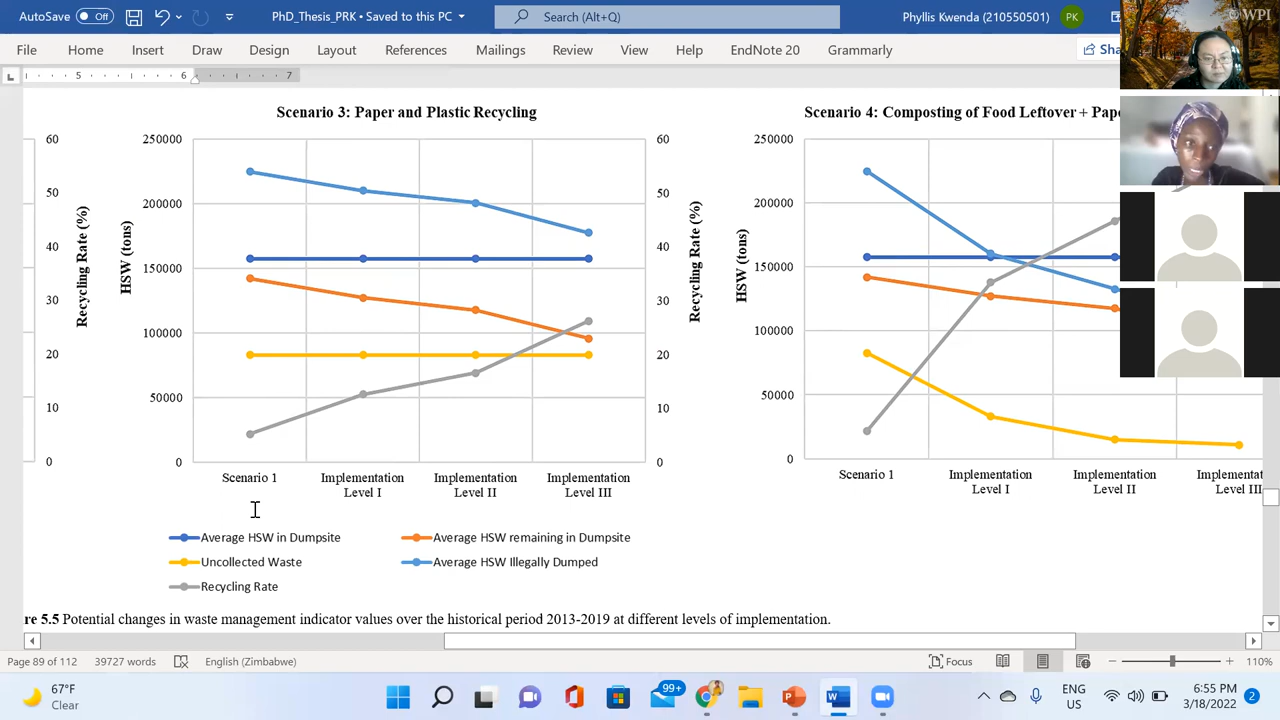 AutoSave Off PhD_Thesis_PRK - Saved to this PC Search (Alt+Q) Phyllis Kwenda (210550501) PK
© WPI
File Home Insert Draw Design Layout References Mailings Review View Help EndNote 20 Grammarly
5 6 7
Scenario 3: Paper and Plastic Recycling
60
50
40
30
20
10
0
Recycling Rate (%)
HSW (tons)
250000
200000
150000
100000
50000
0
Scenario 1
Implementation Level I
Implementation Level II
Implementation Level III
60
50
40
30
20
10
0
Recycling Rate (%)
Average HSW in Dumpsite
Average HSW remaining in Dumpsite
Uncollected Waste
Average HSW Illegally Dumped
Recycling Rate
Scenario 4: Composting of Food Leftover +
HSW (tons)
250000
200000
150000
100000
50000
0
Scenario 1
Implementation Level I
Implementation Level II
Implementat
Level III
re 5.5 Potential changes in waste management indicator values over the historical period 2013-2019 at different levels of implementation.
Page 89 of 112 39727 words English (Zimbabwe) Focus 110%
67°F
Clear
99+
ENG
US
6:55 PM
3/18/2022
2